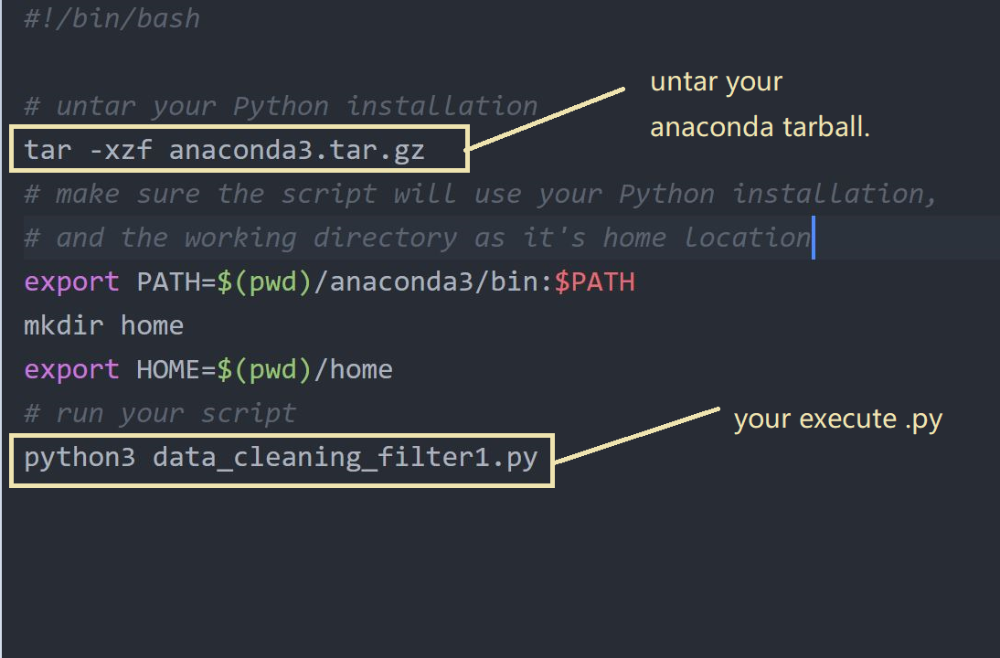 #!/bin/bash
# untar your Python installation
tar -xzf anaconda3.tar.gz
untar your
anaconda tarball.
# make sure the script will use your Python installation,
# and the working directory as it's home location
export PATH=$(pwd)/anaconda3/bin:$PATH
mkdir home
export HOME=$(pwd)/home
# run your script
python3 data_cleaning_filter1.py
your execute .py